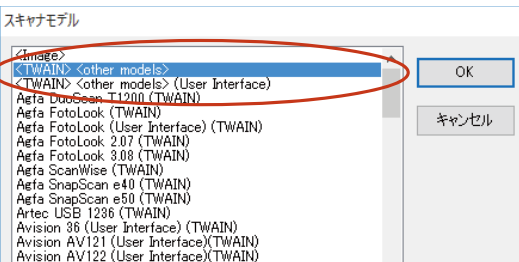 スキャナモデル
<Image>
<TWAIN> <other models>
<TWAIN> <other models> (User Interface)
Agfa DuoScan T1200 (TWAIN)
Agfa FotoLook (TWAIN)
Agfa FotoLook (User Interface) (TWAIN)
Agfa FotoLook 2.07 (TWAIN)
Agfa FotoLook 3.08 (TWAIN)
Agfa ScanWise (TWAIN)
Agfa SnapScan e40 (TWAIN)
Agfa SnapScan e50 (TWAIN)
Artec USB 1236 (TWAIN)
Avision 36 (User Interface) (TWAIN)
Avision AV121 (User Interface)(TWAIN)
Avision AV122 (User Interface)(TWAIN)
OK
キャンセル